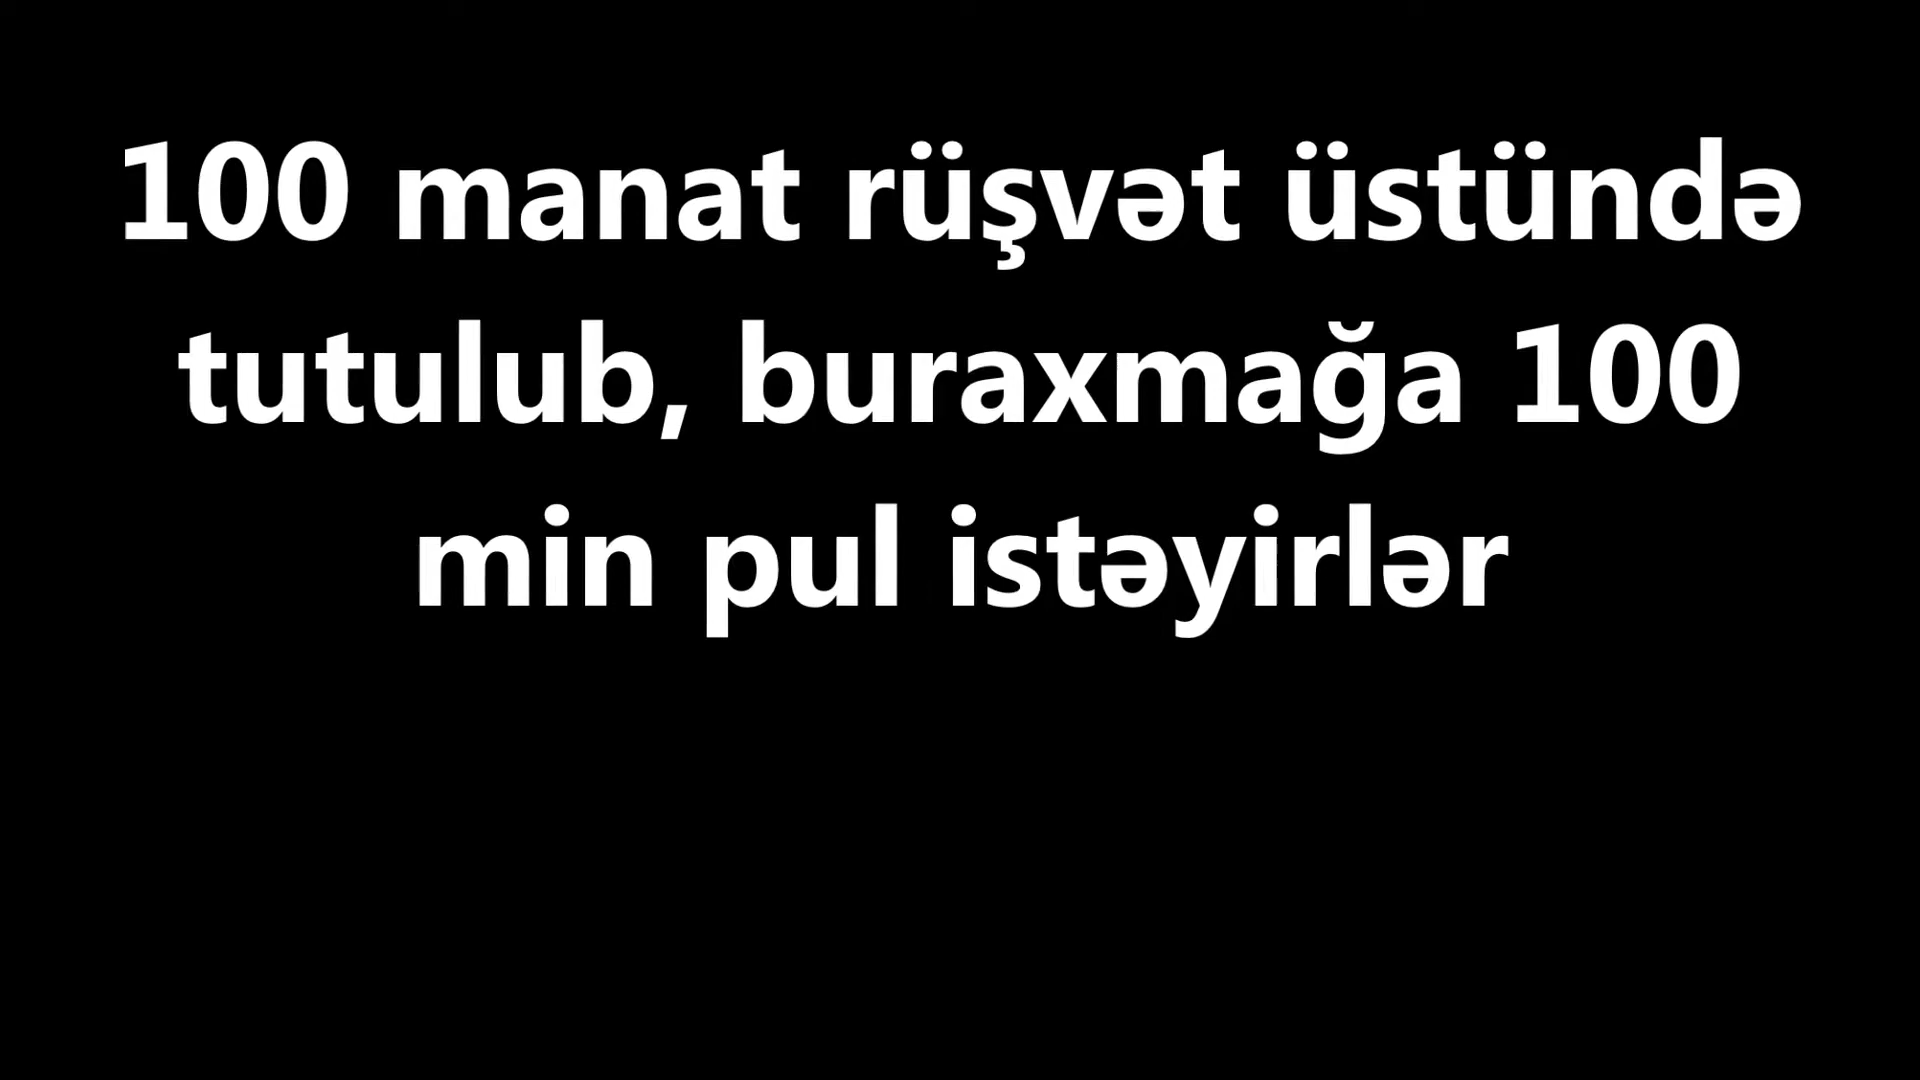 100 manat rüşvət üstündə
tutulub, buraxmağa 100
min pul istəyirlər